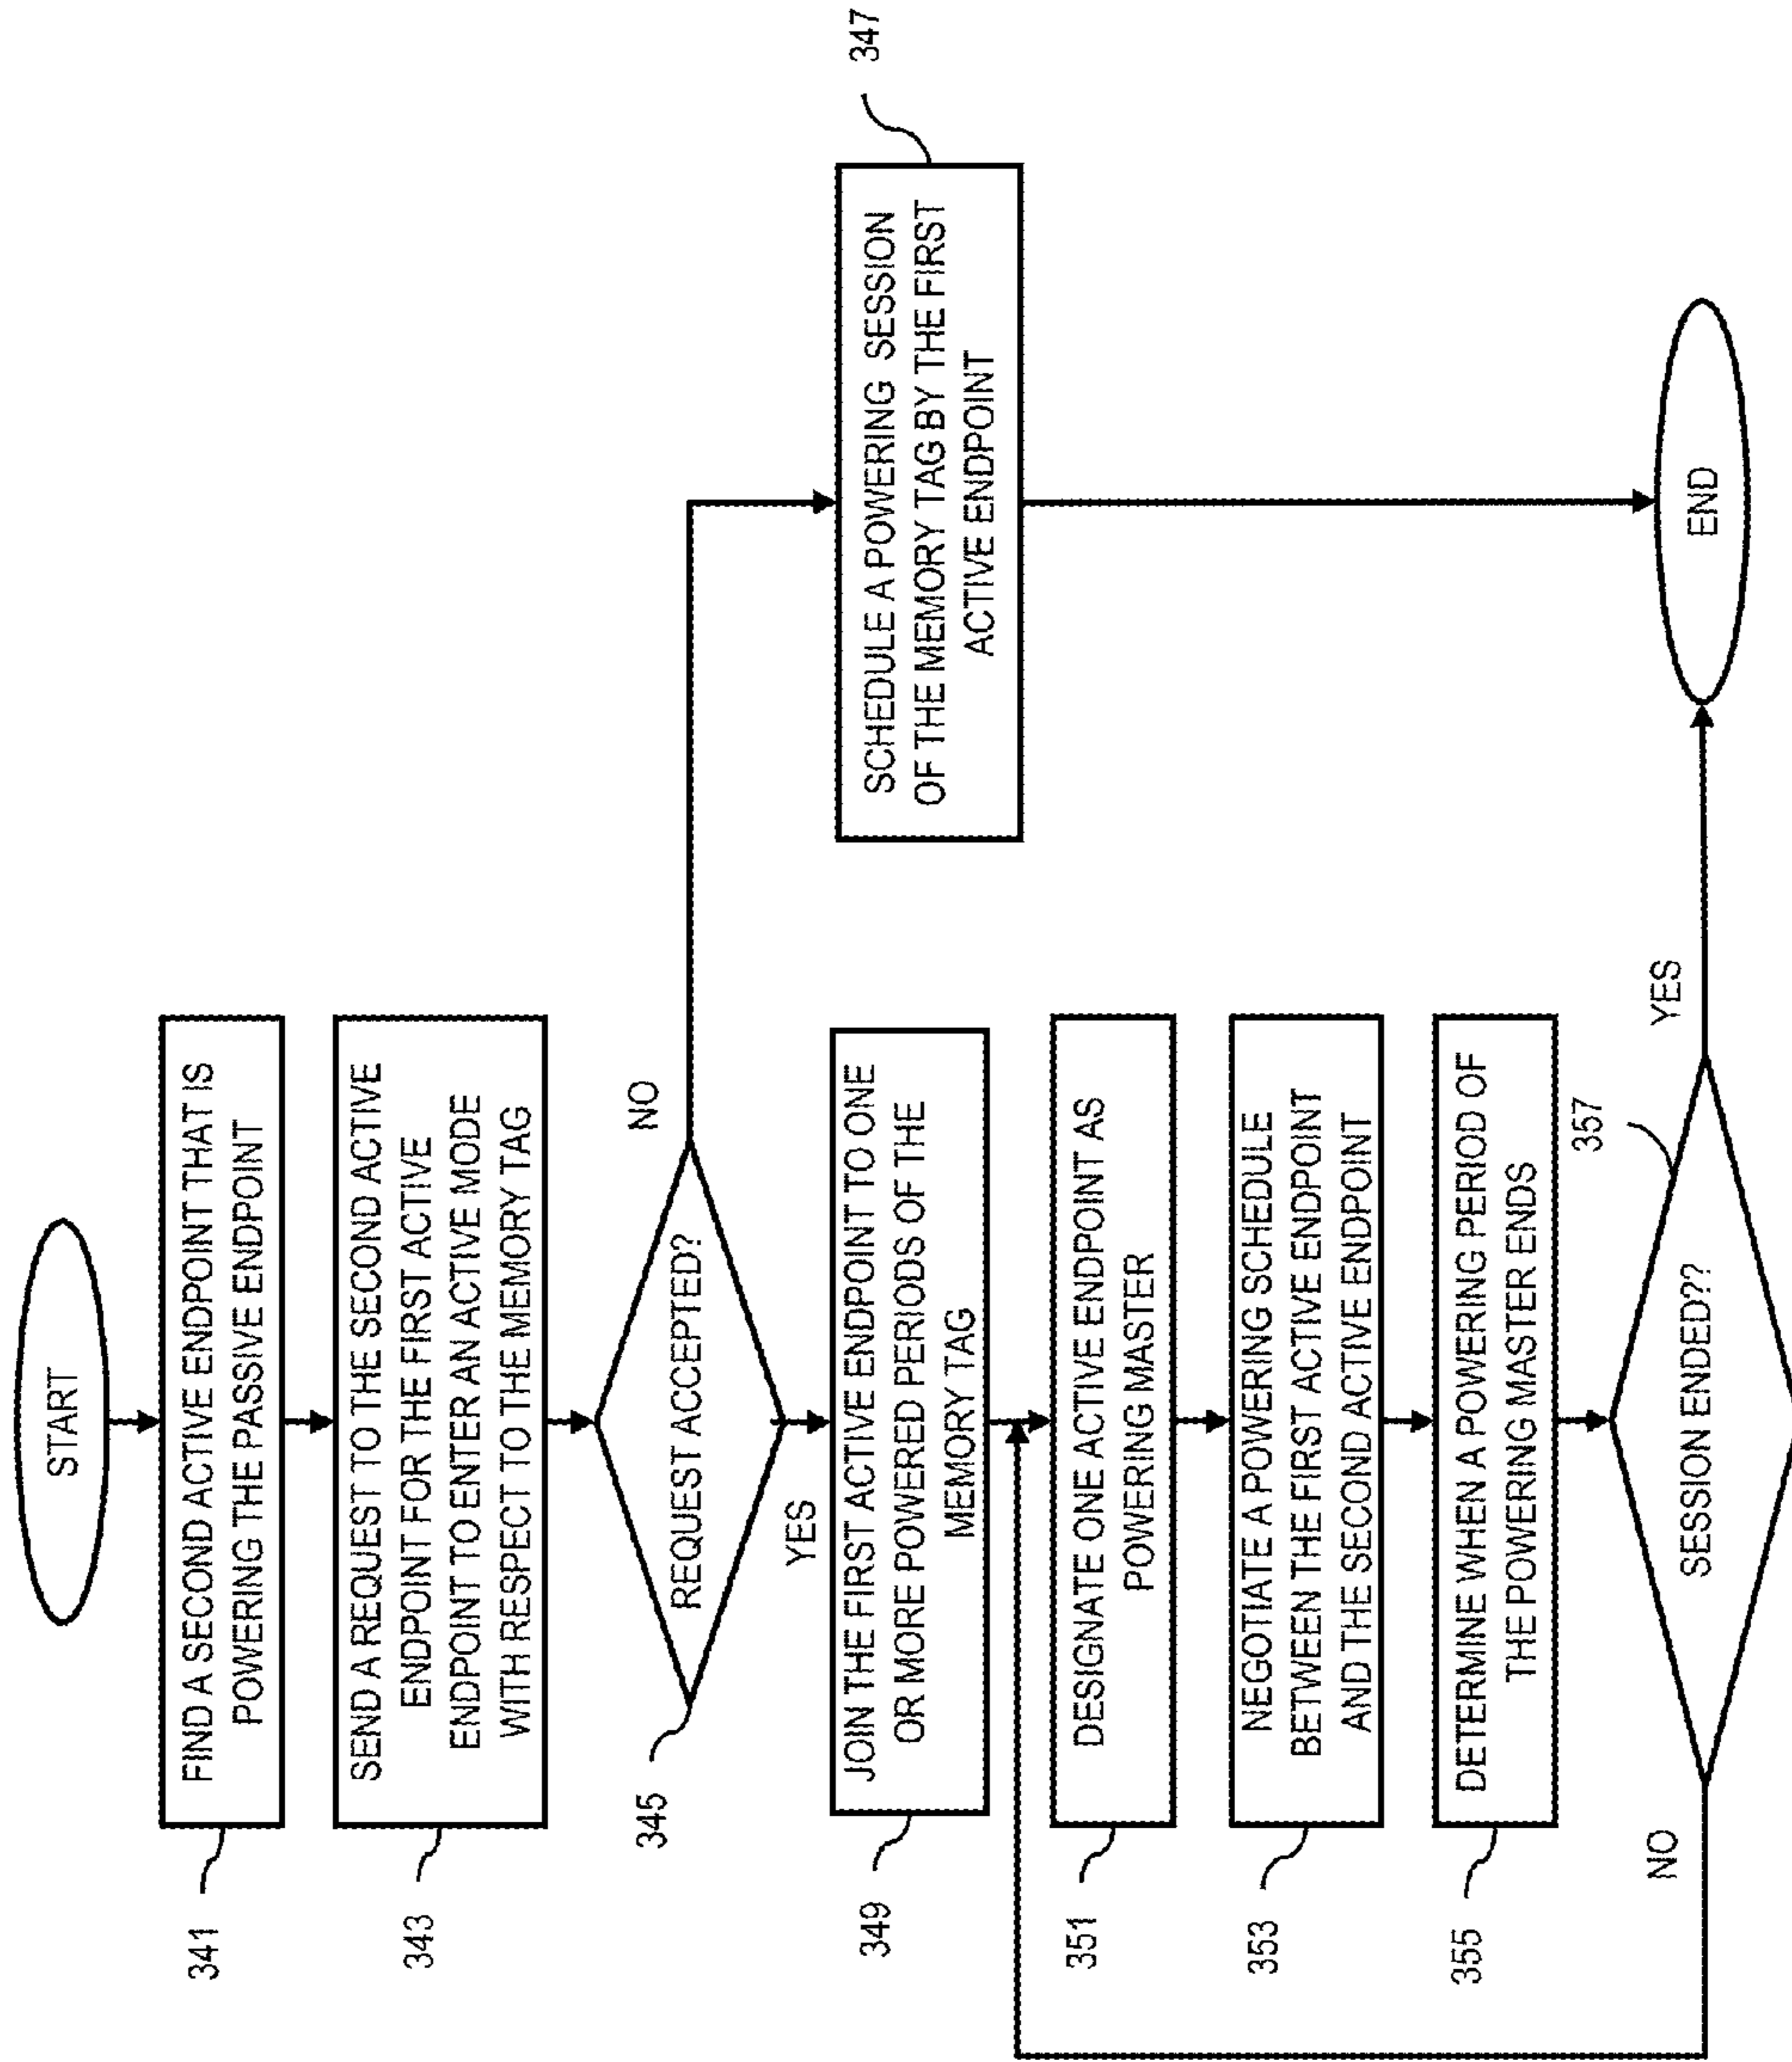 START
341
FIND A SECOND ACTIVE ENDPOINT THAT IS
POWERING THE PASSIVE ENDPOINT
343
SEND A REQUEST TO THE SECOND ACTIVE
ENDPOINT FOR THE FIRST ACTIVE
ENDPOINT TO ENTER AN ACTIVE MODE
WITH RESPECT TO THE MEMORY TAG
345
REQUEST ACCEPTED?
NO
YES
347
SCHEDULE A POWERING SESSION
OF THE MEMORY TAG BY THE FIRST
ACTIVE ENDPOINT
349
JOIN THE FIRST ACTIVE ENDPOINT TO ONE
OR MORE POWERED PERIODS OF THE
MEMORY TAG
351
DESIGNATE ONE ACTIVE ENDPOINT AS
POWERING MASTER
353
NEGOTIATE A POWERING SCHEDULE
BETWEEN THE FIRST ACTIVE ENDPOINT
AND THE SECOND ACTIVE ENDPOINT
355
DETERMINE WHEN A POWERING PERIOD OF
THE POWERING MASTER ENDS
357
SESSION ENDED??
NO
YES
END